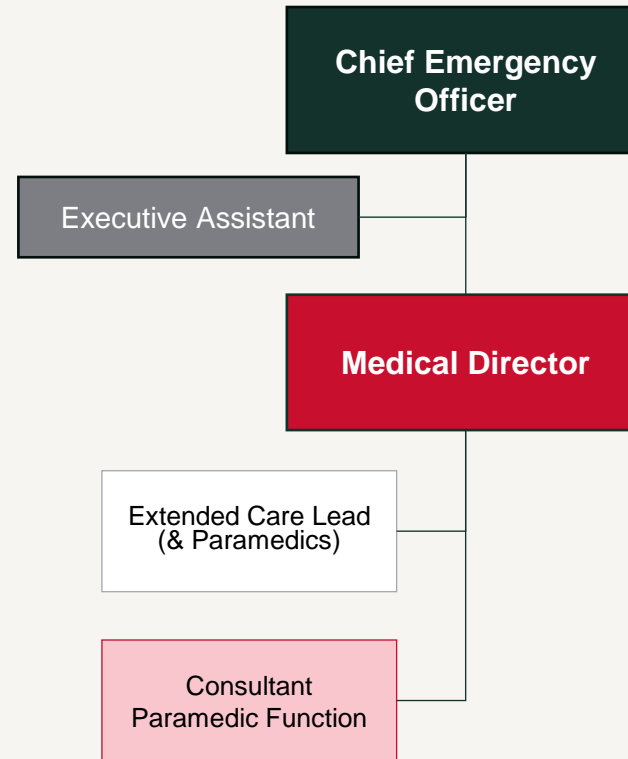 Chief Emergency
Officer
Executive Assistant
Medical Director
Extended Care Lead
(& Paramedics)
Consultant
Paramedic Function